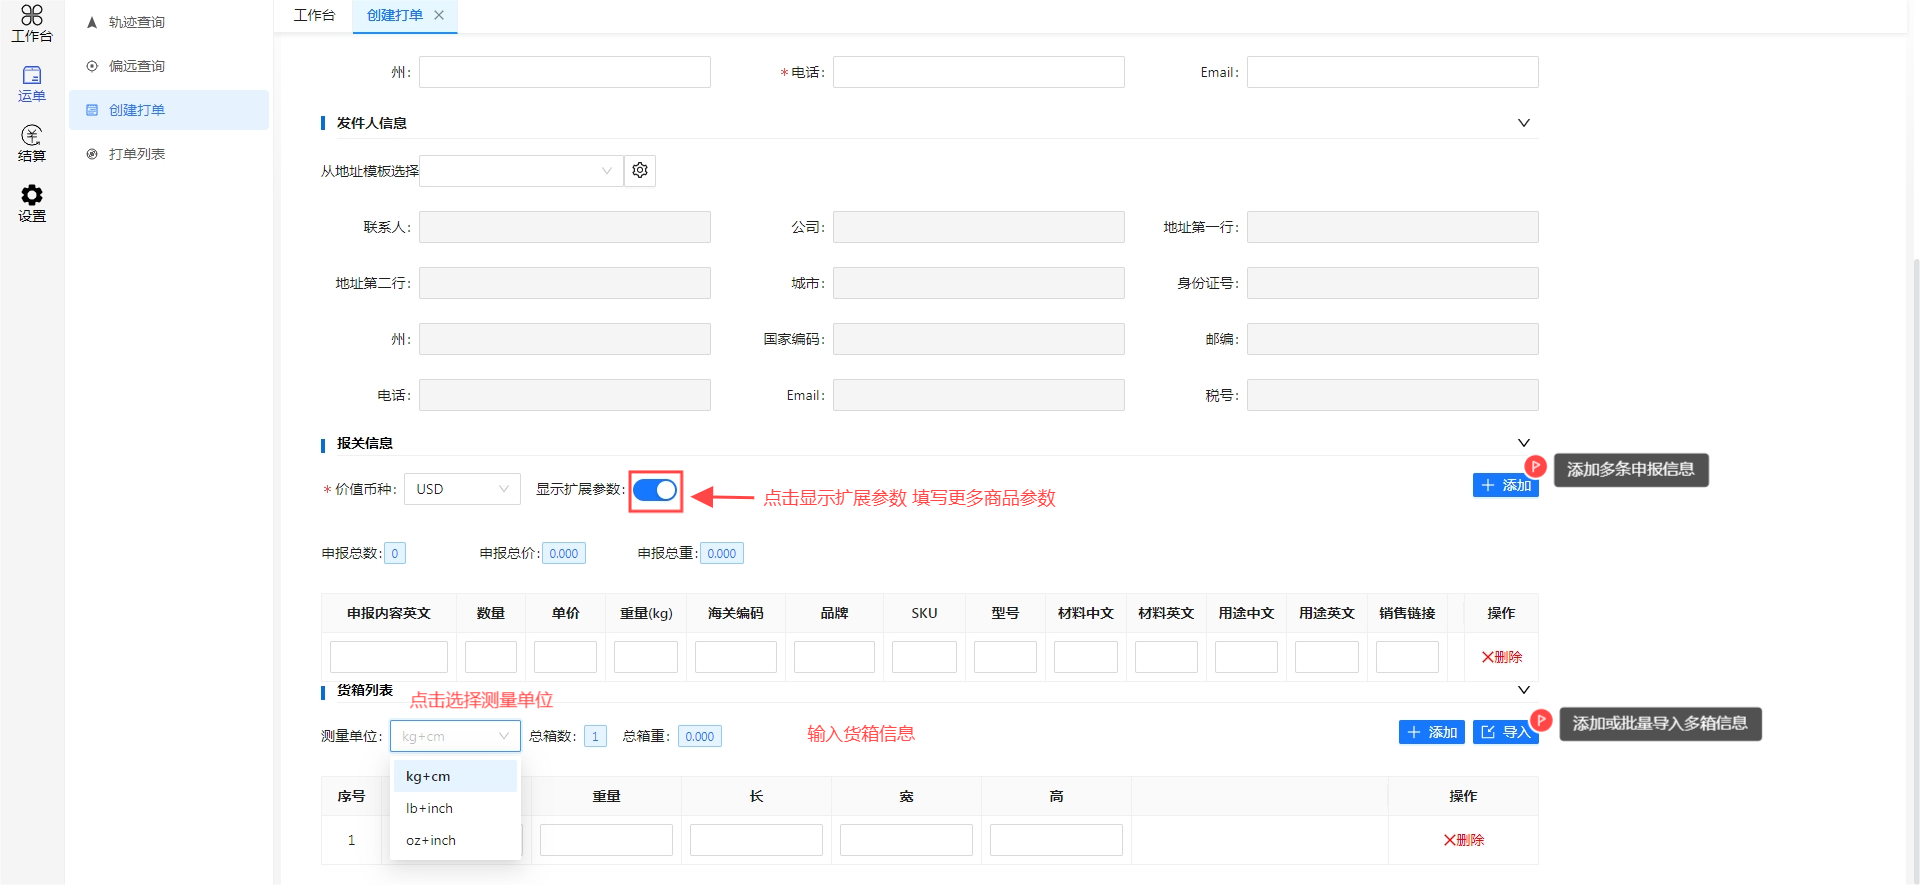 工作台
运单
结算
设置
轨迹查询
偏远查询
创建打单
打单列表
工作台 创建打单
州: *电话: Email:
发件人信息
从地址模板选择
联系人: 公司: 地址第一行:
地址第二行: 城市: 身份证号:
州: 国家编码: 邮编:
电话: Email: 税号:
报关信息
*价值币种: USD 显示扩展参数: 点击显示扩展参数 填写更多商品参数 + 添加 添加多条申报信息
申报总数: 0 申报总价: 0.000 申报总重: 0.000
申报内容英文 数量 单价 重量(kg) 海关编码 品牌 SKU 型号 材料中文 材料英文 用途中文 用途英文 销售链接 操作
删除
货箱列表 点击选择测量单位
测量单位: kg+cm 总箱数: 1 总箱重: 0.000 输入货箱信息 + 添加 导入 添加或批量导入多箱信息
kg+cm
lb+inch
oz+inch
序号 重量 长 宽 高 操作
1 删除